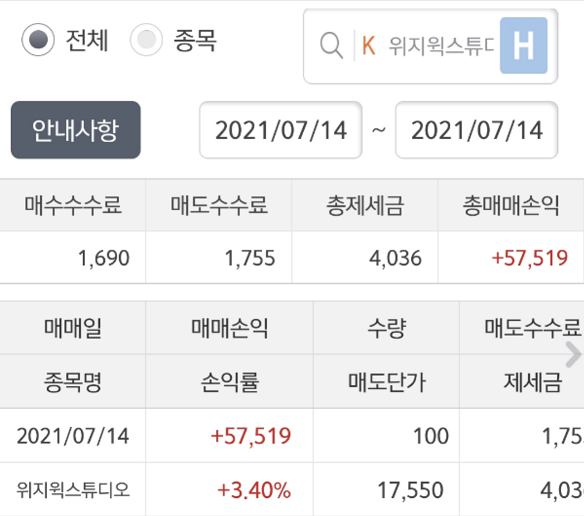 전체 종목 K 위지윅스튜디 H
안내사항 2021/07/14 ~ 2021/07/14
매수수수료 매도수수료 총제세금 총매매손익
1,690 1,755 4,036 +57,519
매매일 매매손익 수량 매도수수료
종목명 손익률 매도단가 제세금
2021/07/14 +57,519 100 1,75
위지윅스튜디오 +3.40% 17,550 4,03